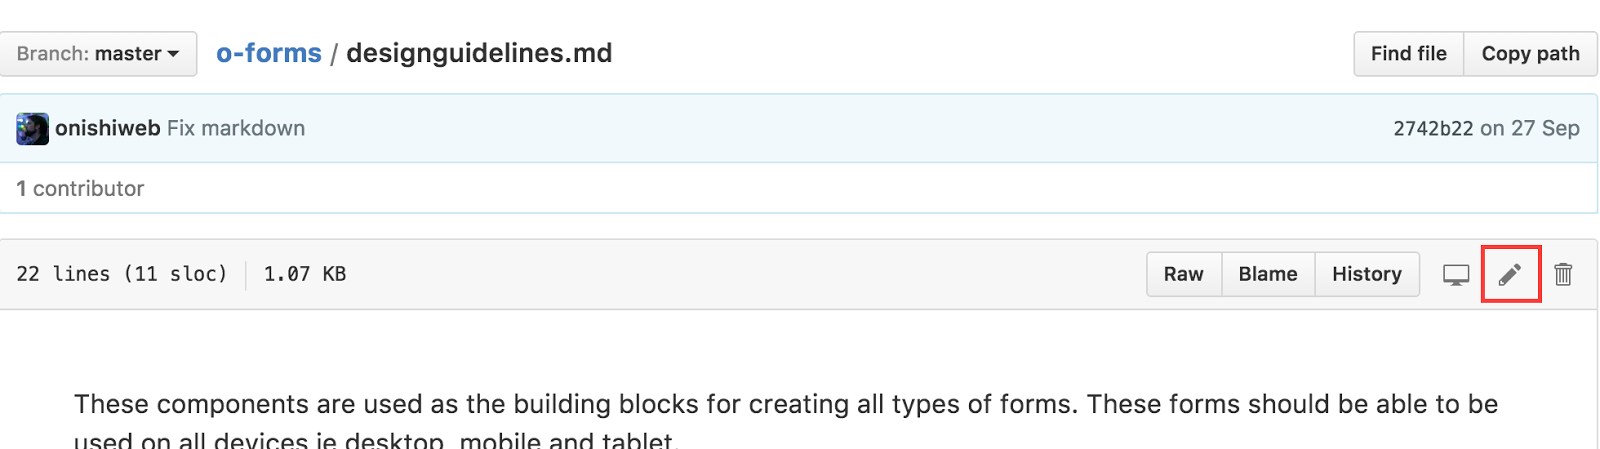 Branch: master
o-forms / designguidelines.md
Find file
Copy path
onishiweb Fix markdown
2742b22 on 27 Sep
1 contributor
22 lines (11 sloc)
1.07 KB
Raw
Blame
History
These components are used as the building blocks for creating all types of forms. These forms should be able to be
used on all devices ie desktop, mobile and tablet.